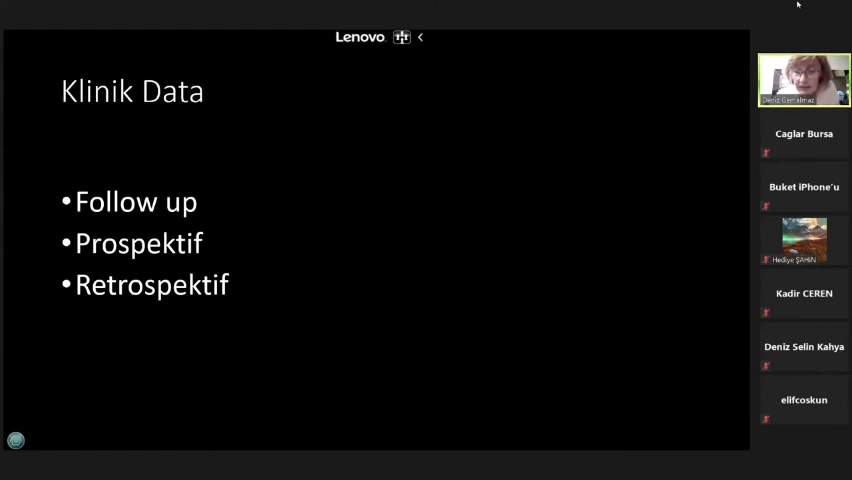 Lenovo
Klinik Data
•Follow up
•Prospektif
•Retrospektif
Deniz Gemalmaz
Caglar Bursa
Buket iPhone'u
Hediye ŞAHİN
Kadir CEREN
Deniz Selin Kahya
elifcoskun